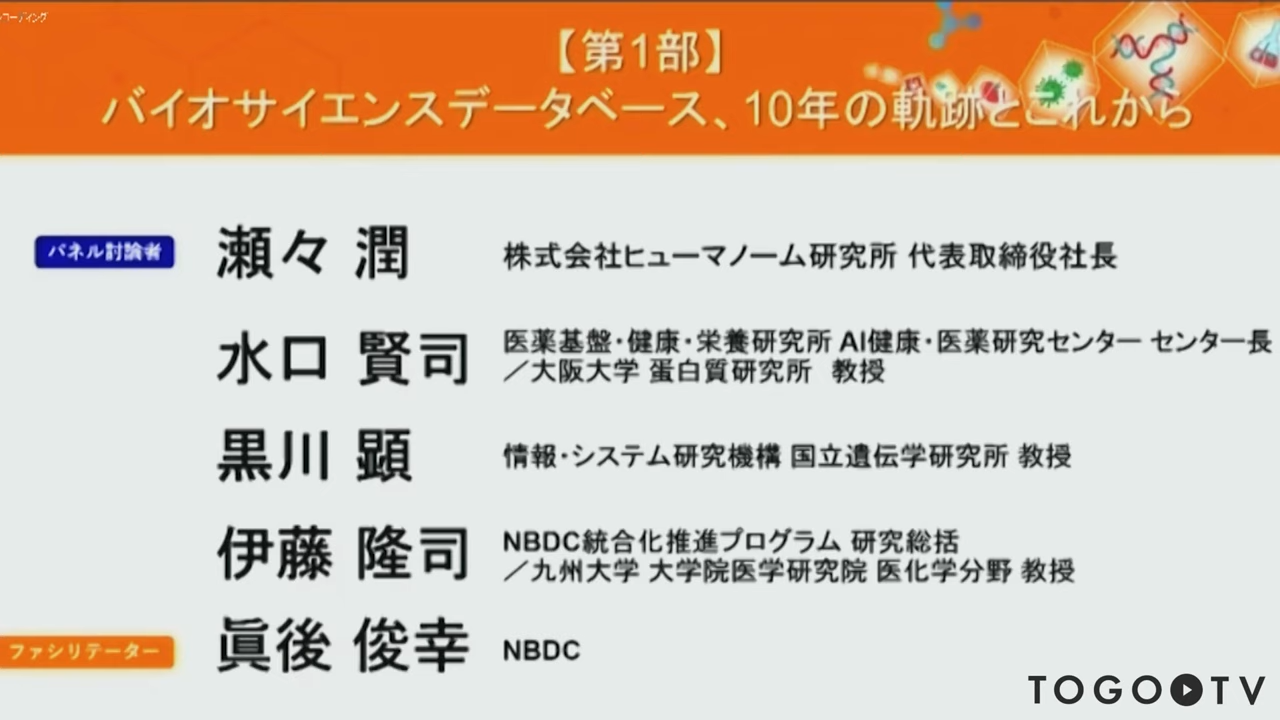 コーディング
【第1部】
バイオサイエンスデータベース、10年の軌跡とこれから
パネル討論者
瀬々 潤
株式会社ヒューマノーム研究所 代表取締役社長
水口 賢司
医薬基盤・健康・栄養研究所 AI健康・医薬研究センター センター長
／大阪大学 蛋白質研究所 教授
黒川 顕
情報・システム研究機構 国立遺伝学研究所 教授
伊藤 隆司
NBDC統合化推進プログラム 研究総括
／九州大学 大学院医学研究院 医化学分野 教授
ファシリテーター
眞後 俊幸
NBDC
TOGO TV